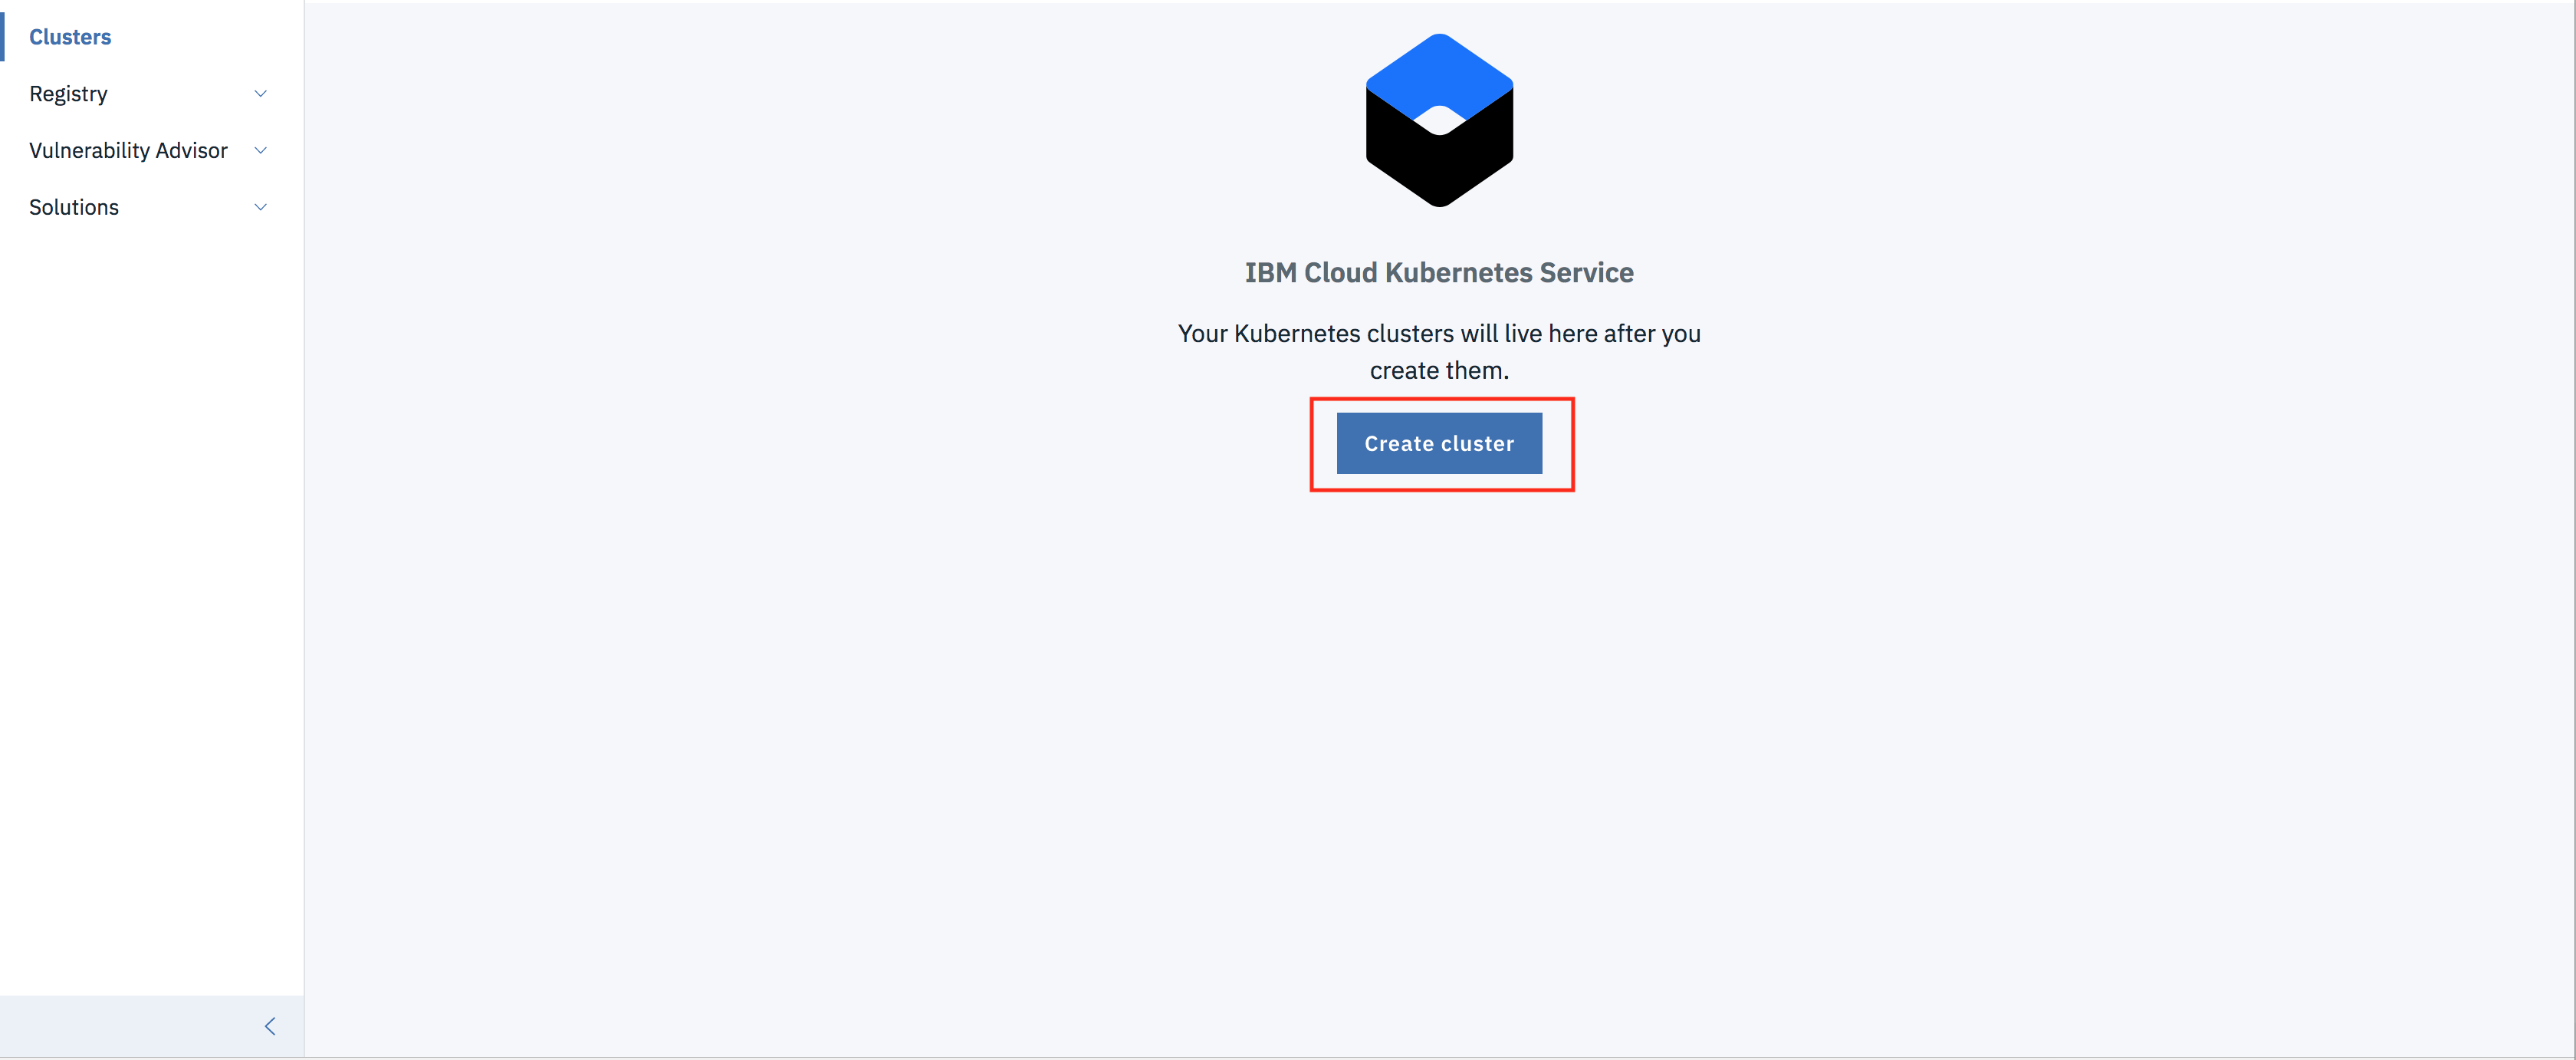 Clusters
Registry
Vulnerability Advisor
Solutions
IBM Cloud Kubernetes Service
Your Kubernetes clusters will live here after you
create them.
Create cluster